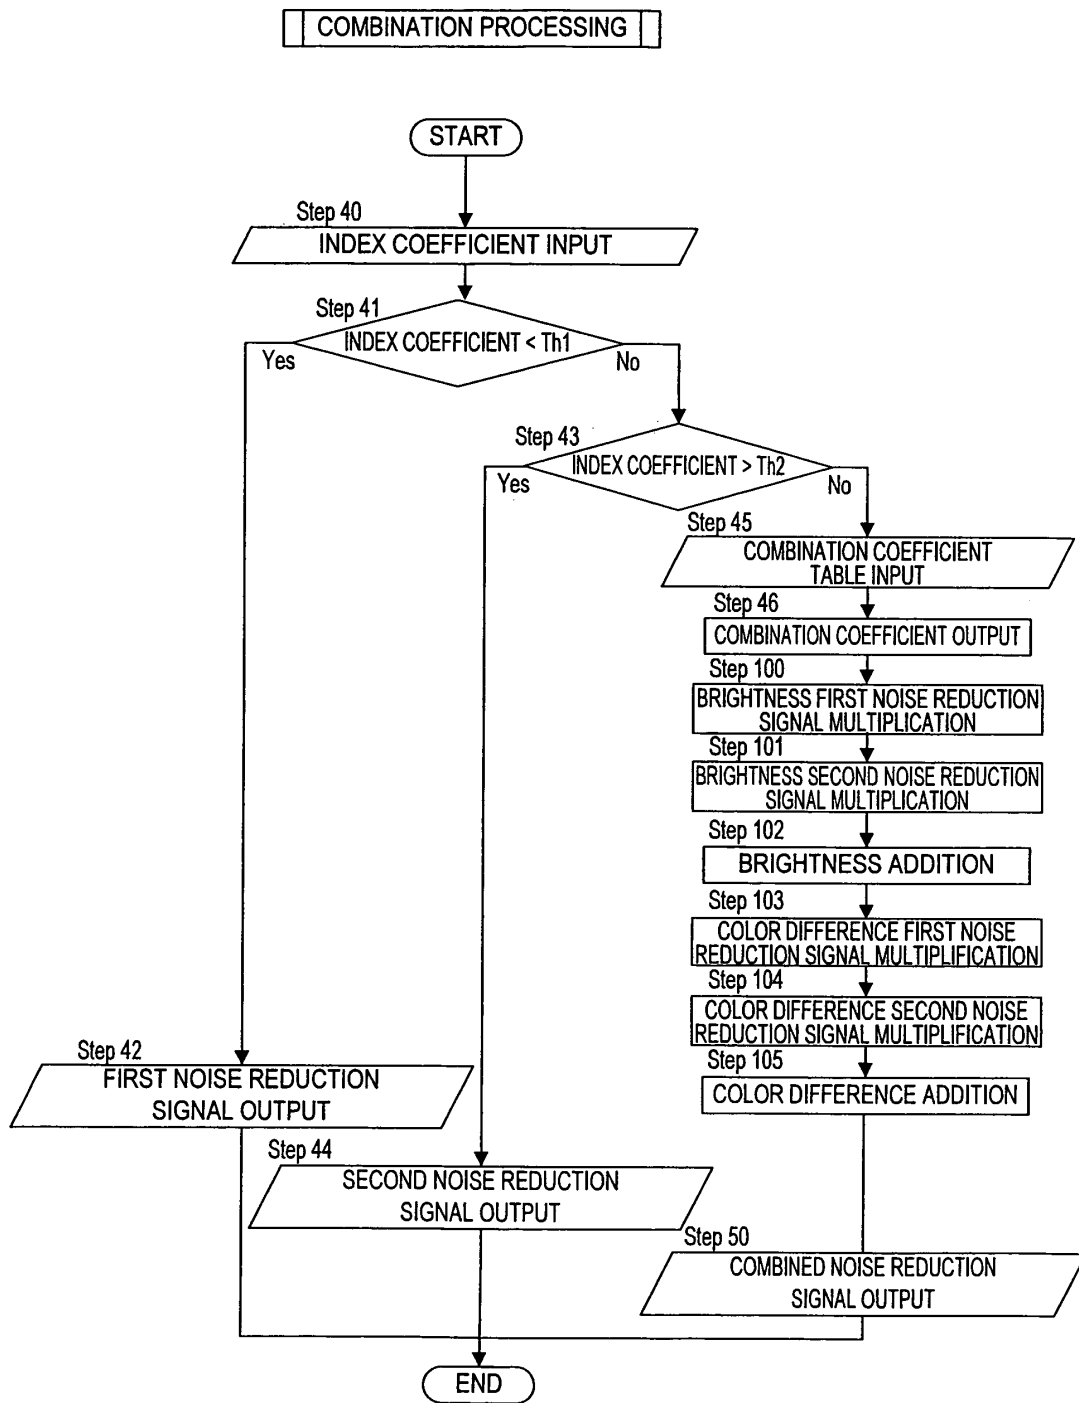 COMBINATION PROCESSING
START
Step 40
INDEX COEFFICIENT INPUT
Step 41
INDEX COEFFICIENT < Th1
Yes
No
Step 43
INDEX COEFFICIENT > Th2
Yes
No
Step 45
COMBINATION COEFFICIENT
TABLE INPUT
Step 46
COMBINATION COEFFICIENT OUTPUT
Step 100
BRIGHTNESS FIRST NOISE REDUCTION
SIGNAL MULTIPLICATION
Step 101
BRIGHTNESS SECOND NOISE REDUCTION
SIGNAL MULTIPLICATION
Step 102
BRIGHTNESS ADDITION
Step 103
COLOR DIFFERENCE FIRST NOISE
REDUCTION SIGNAL MULTIPLIFICATION
Step 104
COLOR DIFFERENCE SECOND NOISE
REDUCTION SIGNAL MULTIPLIFICATION
Step 105
COLOR DIFFERENCE ADDITION
Step 42
FIRST NOISE REDUCTION
SIGNAL OUTPUT
Step 44
SECOND NOISE REDUCTION
SIGNAL OUTPUT
Step 50
COMBINED NOISE REDUCTION
SIGNAL OUTPUT
END